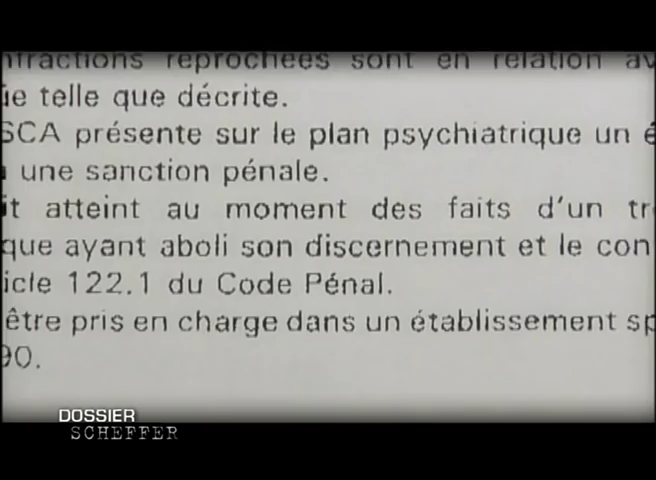 infractions reprochées sont en relation av
ie telle que décrite.
SCA présente sur le plan psychiatrique un é
une sanction pénale.
it atteint au moment des faits d'un tr
que ayant aboli son discernement et le con
icle 122.1 du Code Pénal.
être pris en charge dans un établissement sp
90.
DOSSIER
SCHEFFER